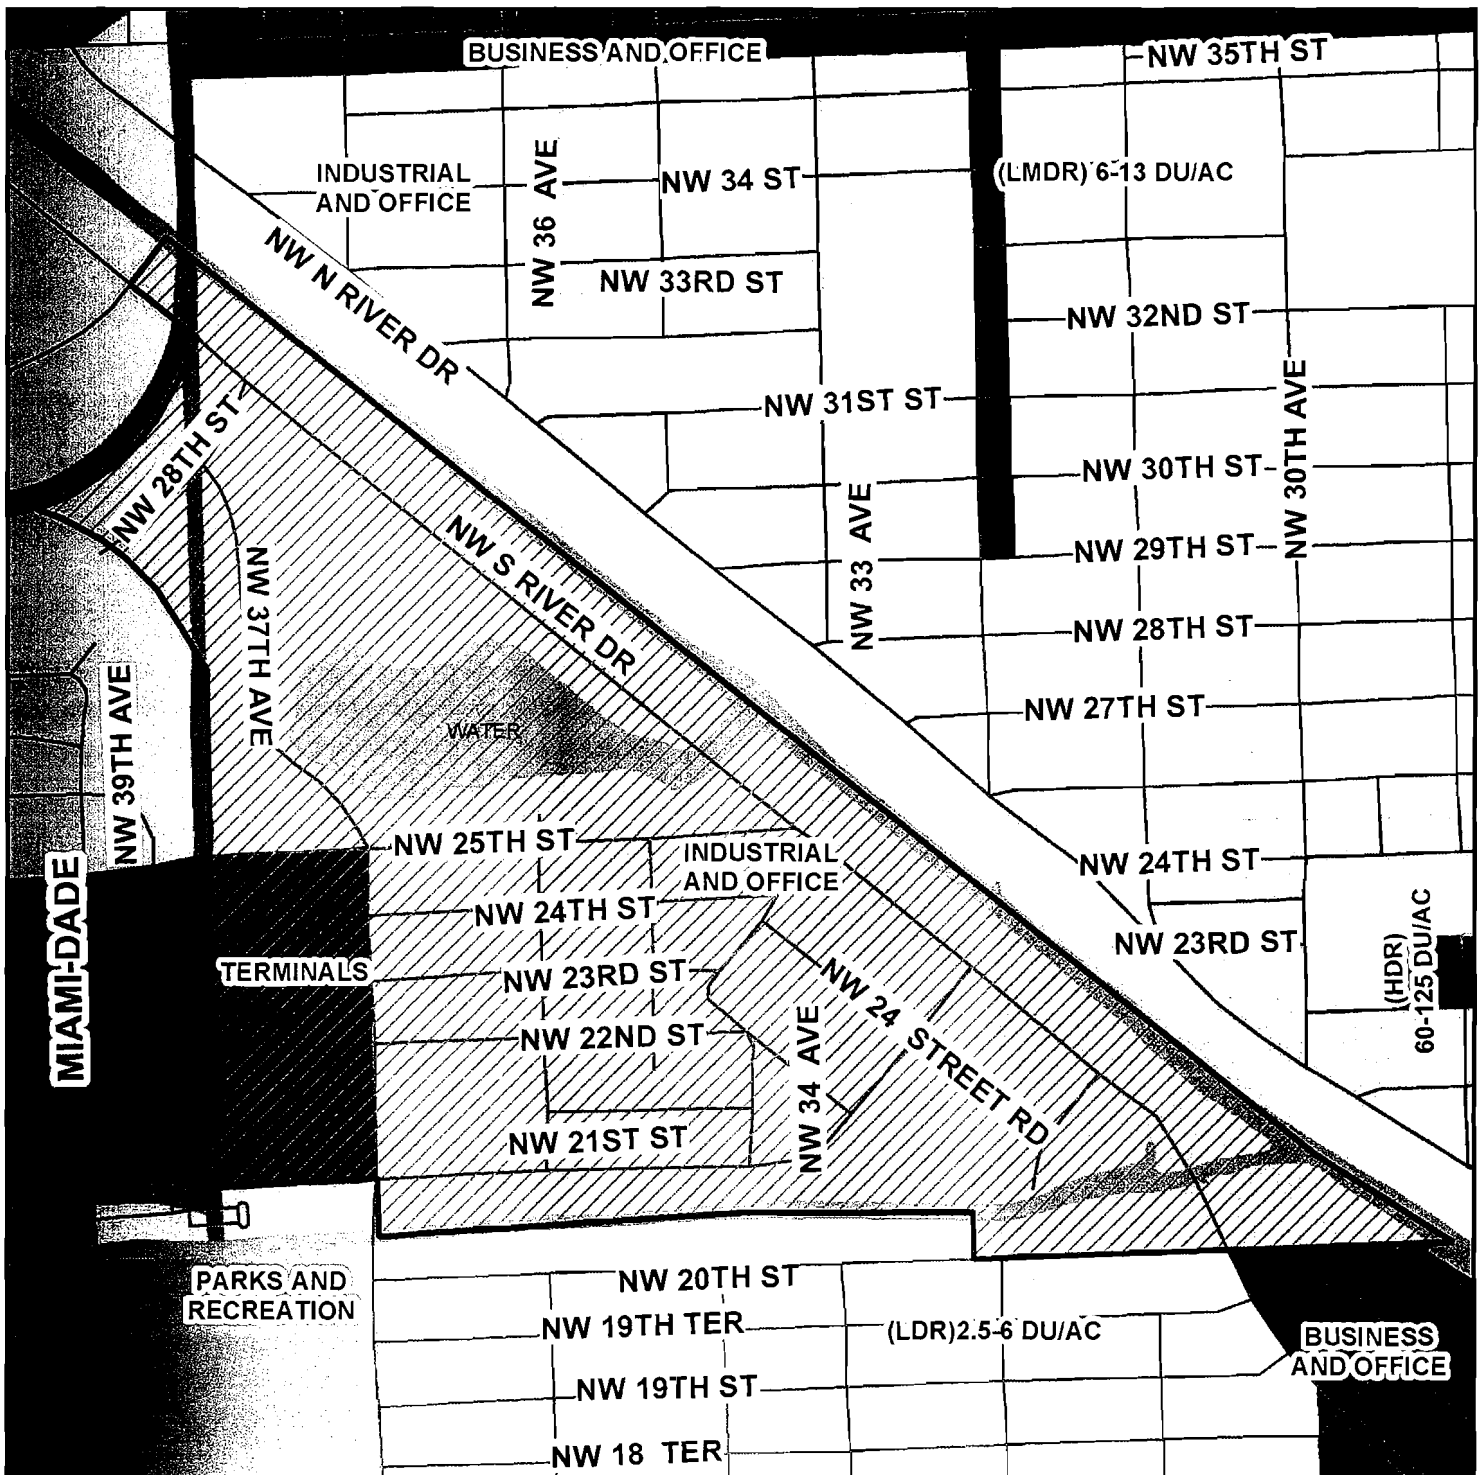 BUSINESS AND OFFICE
NW 35TH ST
INDUSTRIAL
AND OFFICE
NW 36 AVE
NW 34 ST
(LMDR) 6-13 DU/AC
NW N RIVER DR
NW 33RD ST
NW 32ND ST
NW 31ST ST
NW 30TH AVE
NW 28TH ST
NW 30TH ST
NW 33 AVE
NW S RIVER DR
NW 29TH ST
NW 37TH AVE
NW 28TH ST
NW 39TH AVE
WATER
NW 27TH ST
NW 25TH ST
INDUSTRIAL
AND OFFICE
NW 24TH ST
MIAMI-DADE
NW 24TH ST
NW 23RD ST
(HDR)
60-125 DU/AC
TERMINALS
NW 23RD ST
NW 24 STREET RD
NW 22ND ST
NW 34 AVE
NW 21ST ST
PARKS AND
RECREATION
NW 20TH ST
NW 19TH TER
(LDR)2.5-6 DU/AC
BUSINESS
AND OFFICE
NW 19TH ST
NW 18 TER